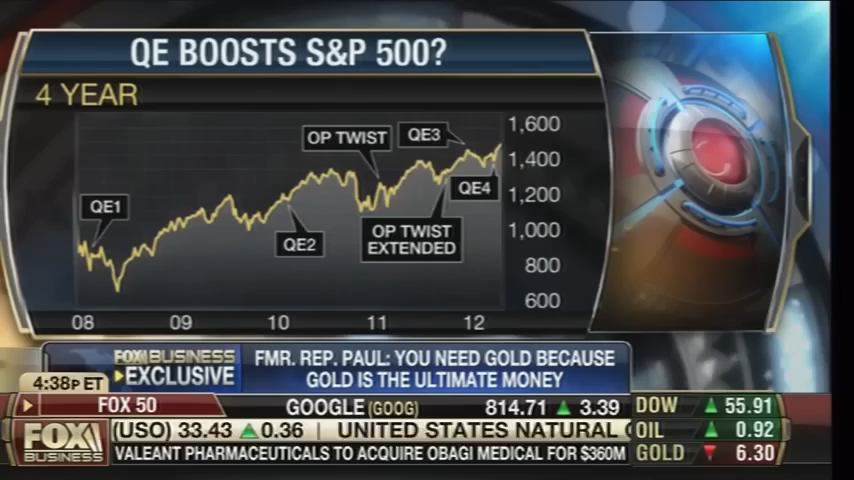 QE BOOSTS S&P 500?
4 YEAR
1,600
1,400
1,200
1,000
800
600
QE1
QE2
OP TWIST
OP TWIST
EXTENDED
QE3
QE4
08 09 10 11 12
FOX BUSINESS
EXCLUSIVE
FMR. REP. PAUL: YOU NEED GOLD BECAUSE
GOLD IS THE ULTIMATE MONEY
4:38P ET
FOX 50
GOOGLE (GOOG) 814.71 ▲ 3.39
DOW ▲ 55.91
FOX
BUSINESS
(USO) 33.43 ▲ 0.36 | UNITED STATES NATURAL
OIL ▲ 0.92
VALEANT PHARMACEUTICALS TO ACQUIRE OBAGI MEDICAL FOR $360M
GOLD ▼ 6.30